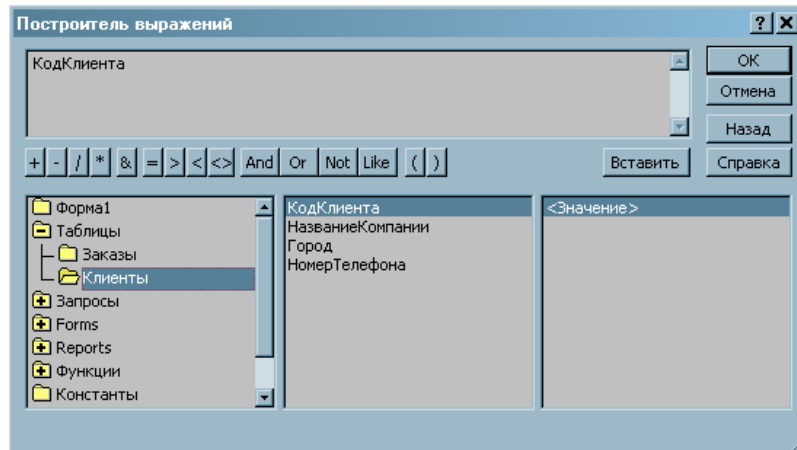 Построитель выражений ? X
КодКлиента
ОК
Отмена
Назад
+ - / * & = > < <> And Or Not Like ( ) Вставить Справка
Форма1
Таблицы
Заказы
Клиенты
Запросы
Forms
Reports
Функции
Константы
КодКлиента
НазваниеКомпании
Город
НомерТелефона
<Значение>